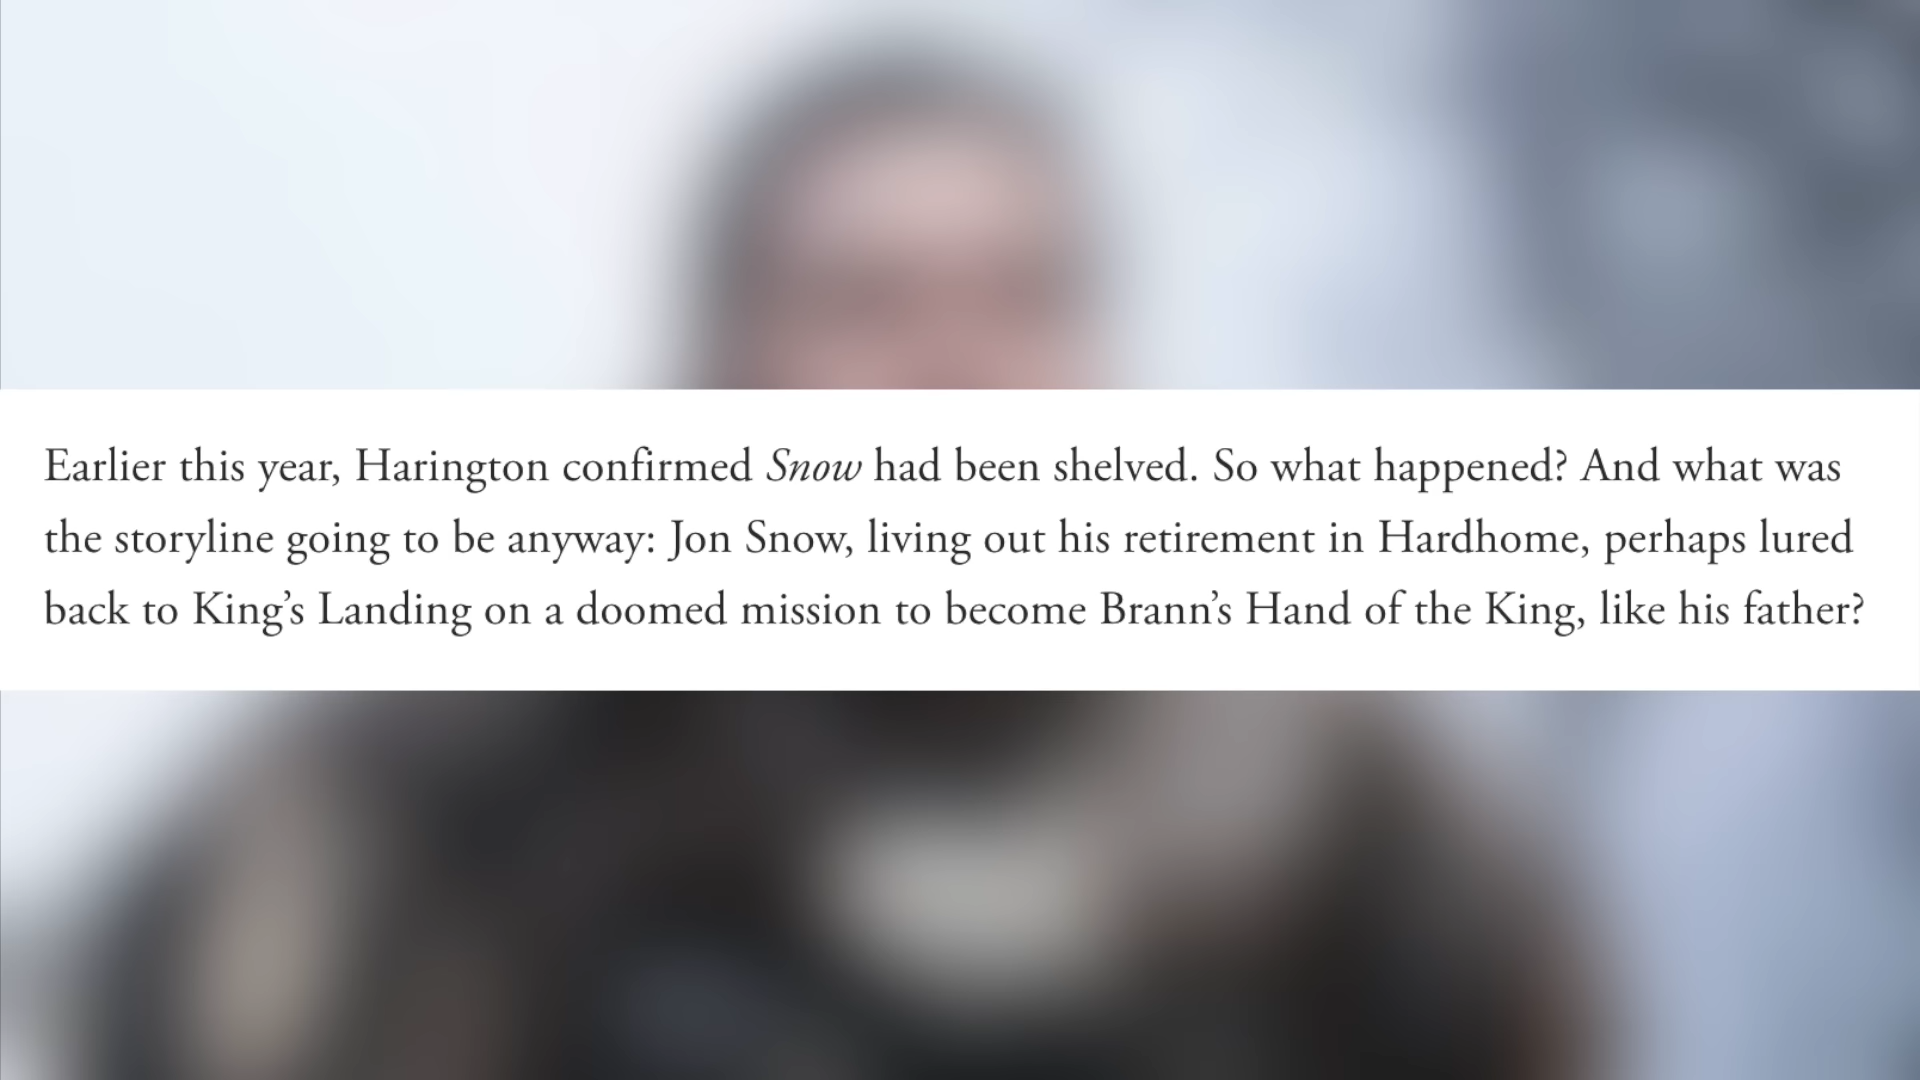 Earlier this year, Harington confirmed Snow had been shelved. So what happened? And what was
the storyline going to be anyway: Jon Snow, living out his retirement in Hardhome, perhaps lured
back to King’s Landing on a doomed mission to become Brann’s Hand of the King, like his father?